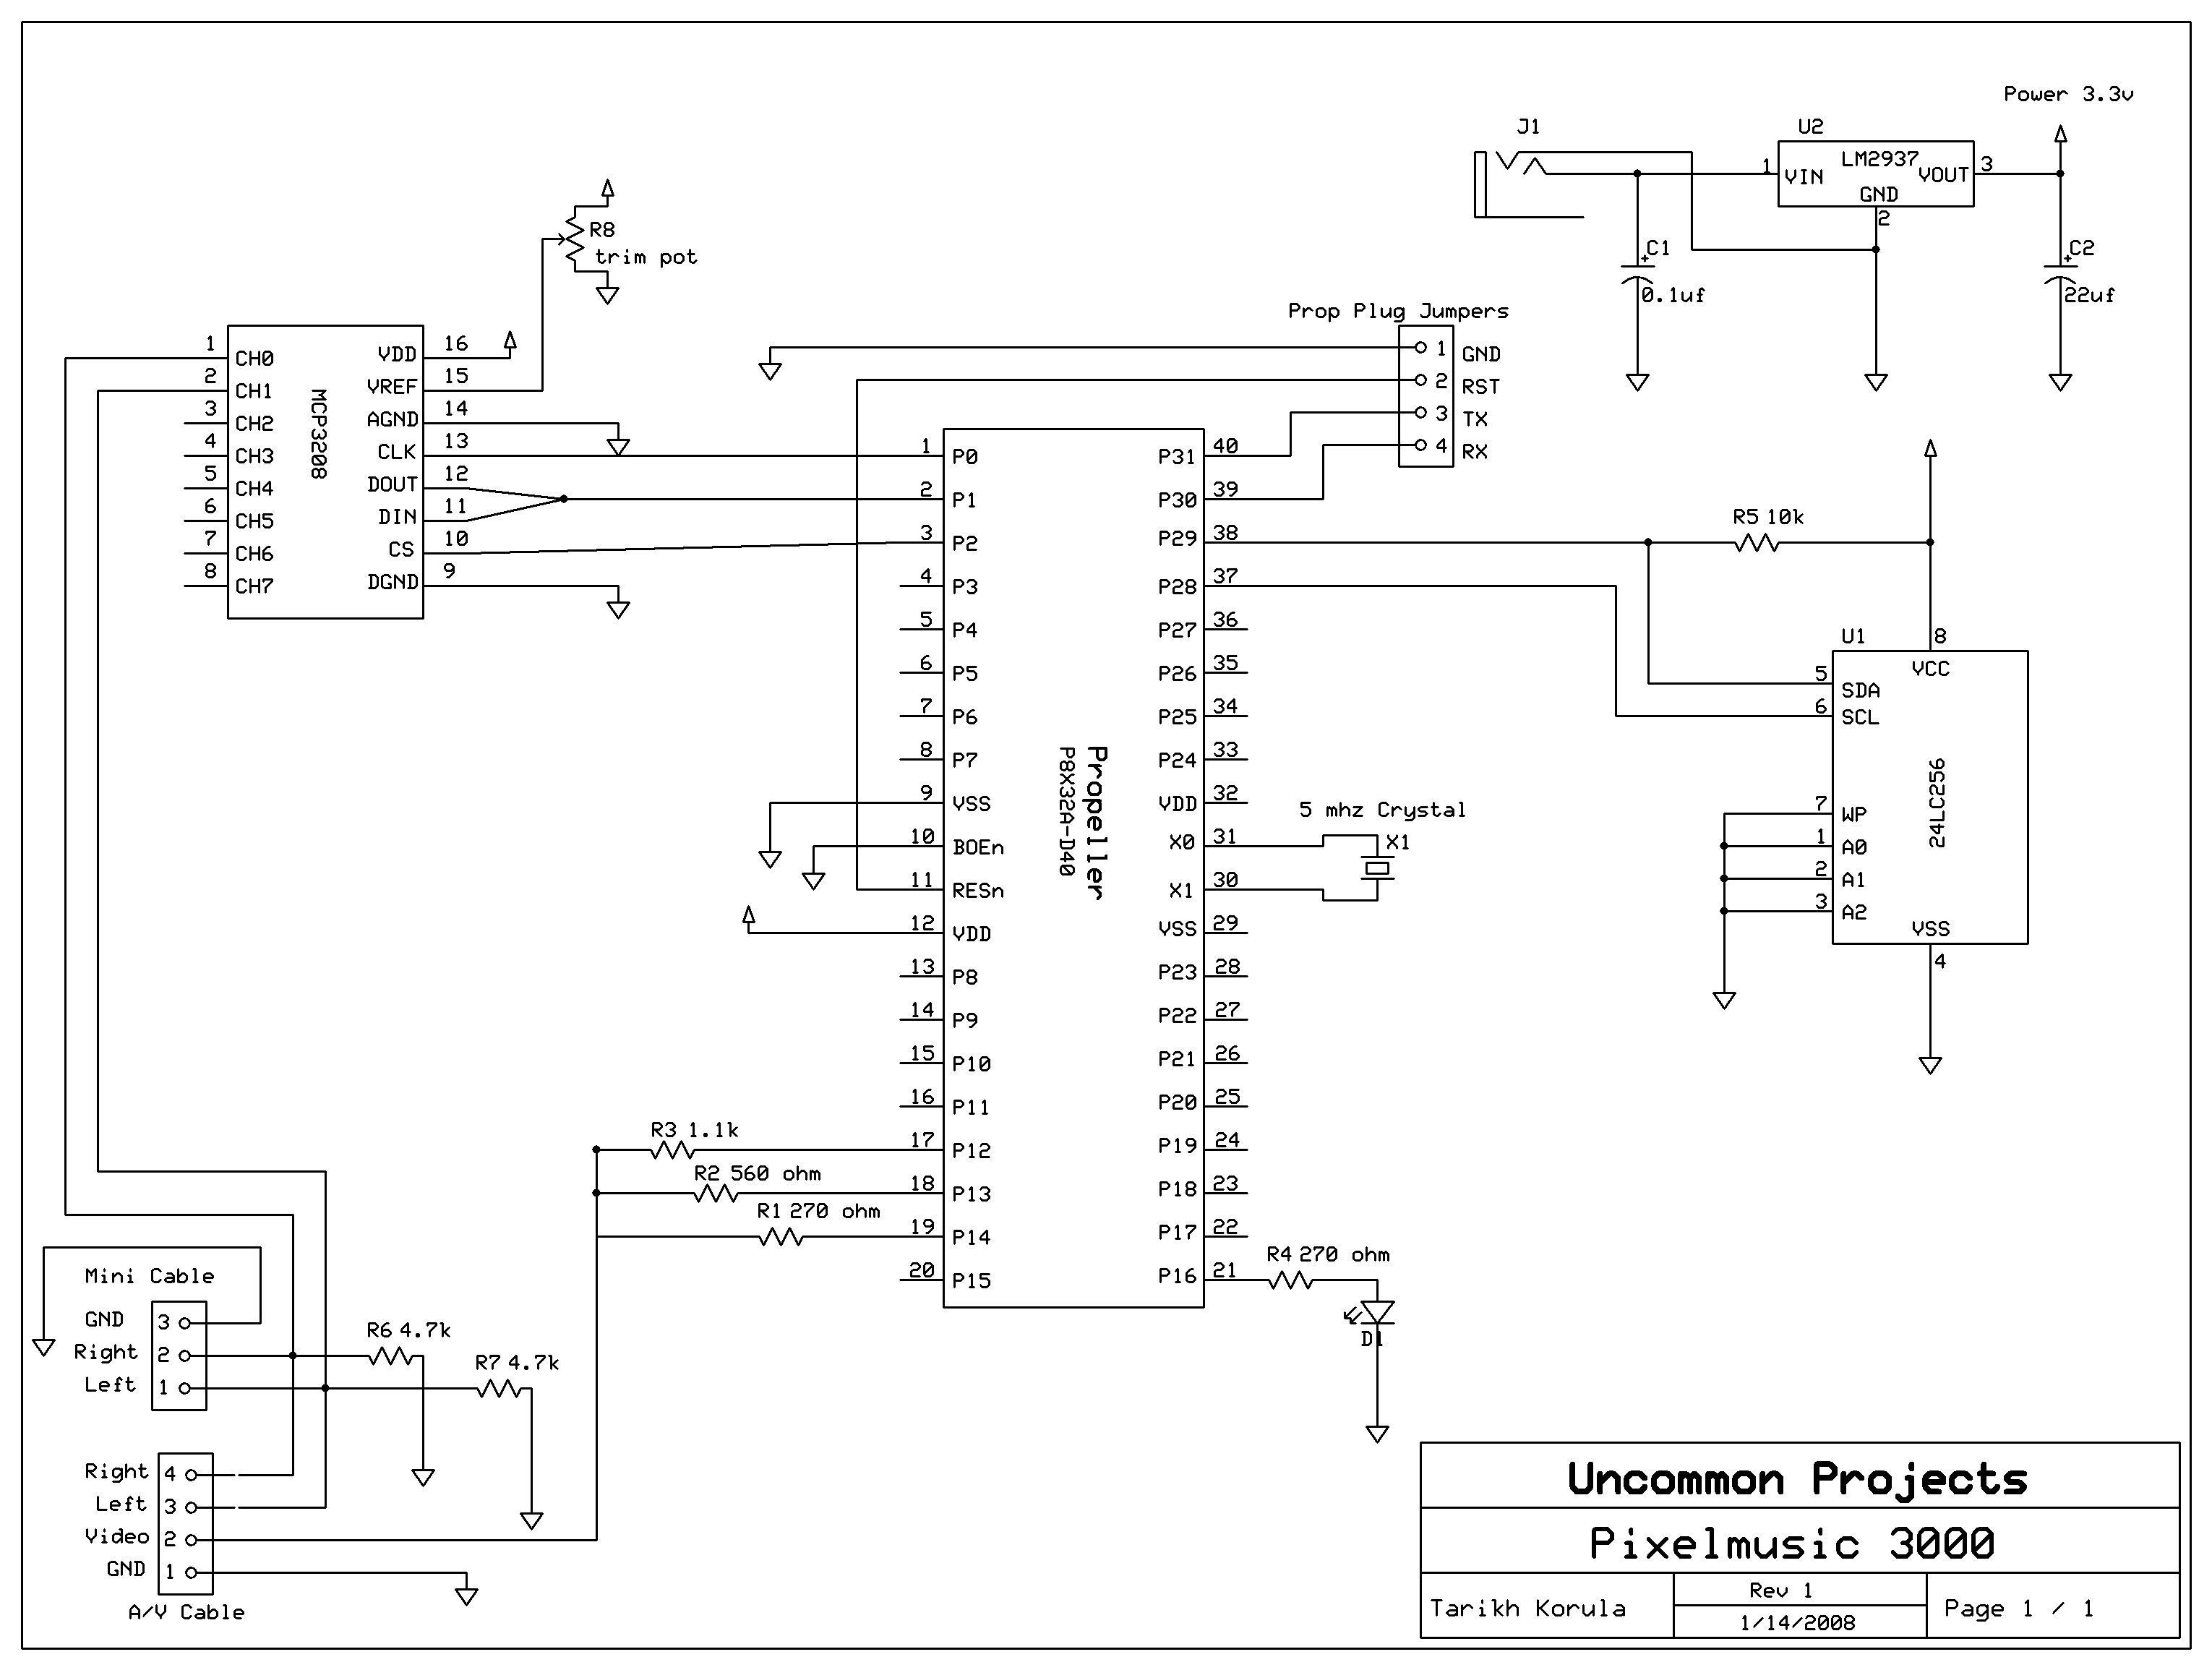 Power 3.3v
J1
U2
1 VIN LM2937 VOUT 3
GND
2
C1
+
0.1uf
C2
+
22uf
R8
trim pot
Prop Plug Jumpers
1 GND
2 RST
3 TX
4 RX
MCP3208
1 CH0 VDD 16
2 CH1 VREF 15
3 CH2 AGND 14
4 CH3 CLK 13
5 CH4 DOUT 12
6 CH5 DIN 11
7 CH6 CS 10
8 CH7 DGND 9
Propeller
P8X32A-D40
1 P0 P31 40
2 P1 P30 39
3 P2 P29 38
4 P3 P28 37
5 P4 P27 36
6 P5 P26 35
7 P6 P25 34
8 P7 P24 33
9 VSS VDD 32
10 BOEn X0 31
11 RESn X1 30
12 VDD VSS 29
13 P8 P23 28
14 P9 P22 27
15 P10 P21 26
16 P11 P20 25
17 P12 P19 24
18 P13 P18 23
19 P14 P17 22
20 P15 P16 21
R5 10k
U1
8
VCC
5 SDA
6 SCL
24LC256
7 WP
1 A0
2 A1
3 A2
VSS
4
5 mhz Crystal
X1
R3 1.1k
R2 560 ohm
R1 270 ohm
R4 270 ohm
D1
Mini Cable
GND 3
Right 2
Left 1
R6 4.7k
R7 4.7k
Right 4
Left 3
Video 2
GND 1
A/V Cable
Uncommon Projects
Pixelmusic 3000
Tarikh Korula
Rev 1
1/14/2008
Page 1 / 1